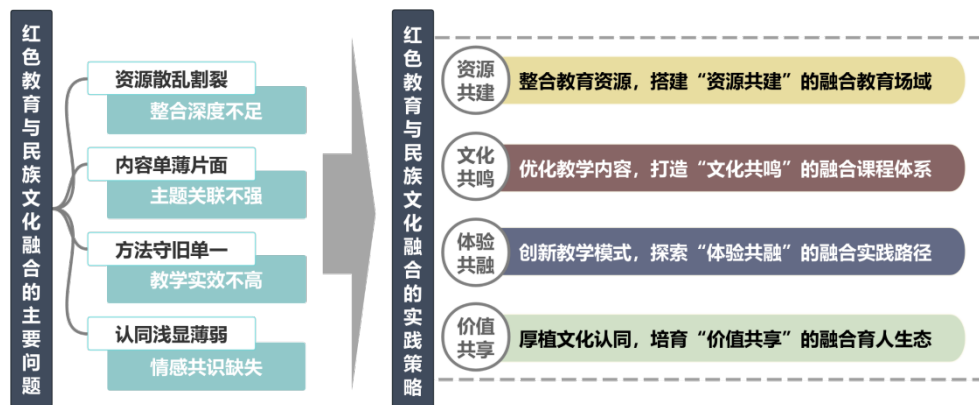 红色教育与民族文化融合的主要问题
资源散乱割裂
整合深度不足
内容单薄片面
主题关联不强
方法守旧单一
教学实效不高
认同浅显薄弱
情感共识缺失
红色教育与民族文化融合的实践策略
资源
共建
整合教育资源，搭建“资源共建”的融合教育场域
文化
共鸣
优化教学内容，打造“文化共鸣”的融合课程体系
体验
共融
创新教学模式，探索“体验共融”的融合实践路径
价值
共享
厚植文化认同，培育“价值共享”的融合育人生态